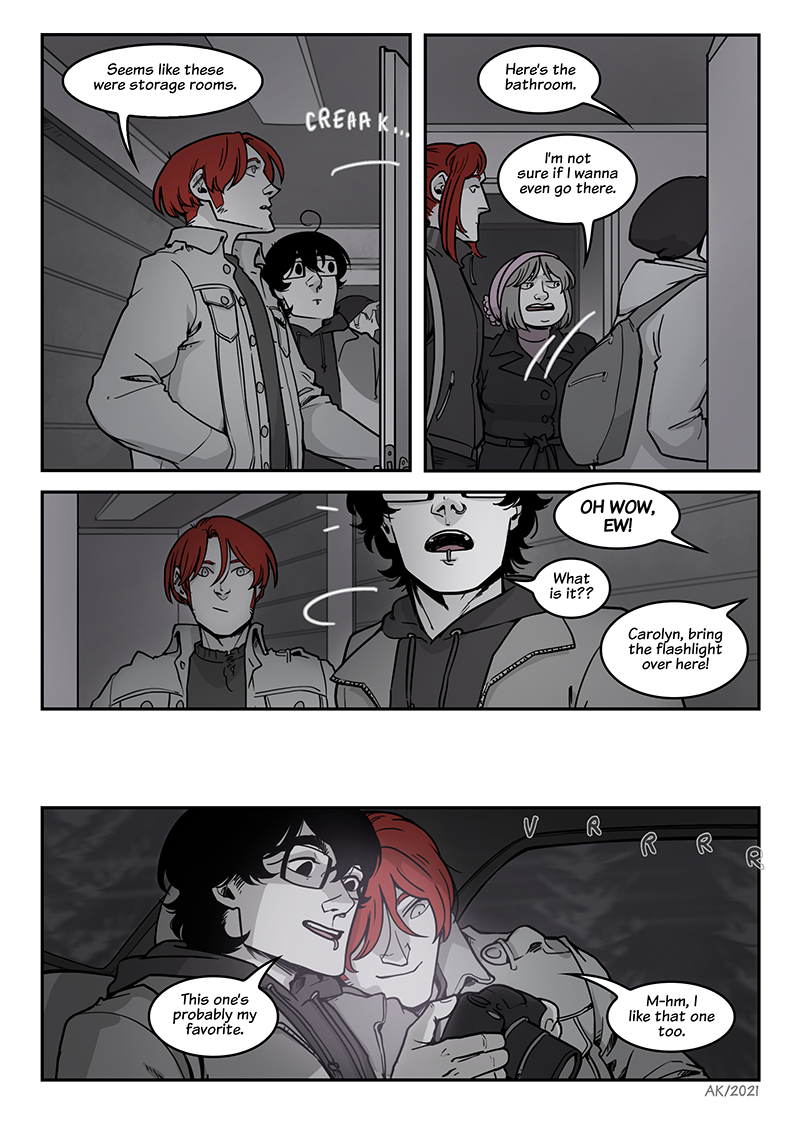 Seems like these
were storage rooms.
CREAAK...
Here's the
bathroom.
I'm not
sure if I wanna
even go there.
OH WOW,
EW!
What
is it??
Carolyn, bring
the flashlight
over here!
V R R R R
This one's
probably my
favorite.
M-hm, I
like that one
too.
AK/2021